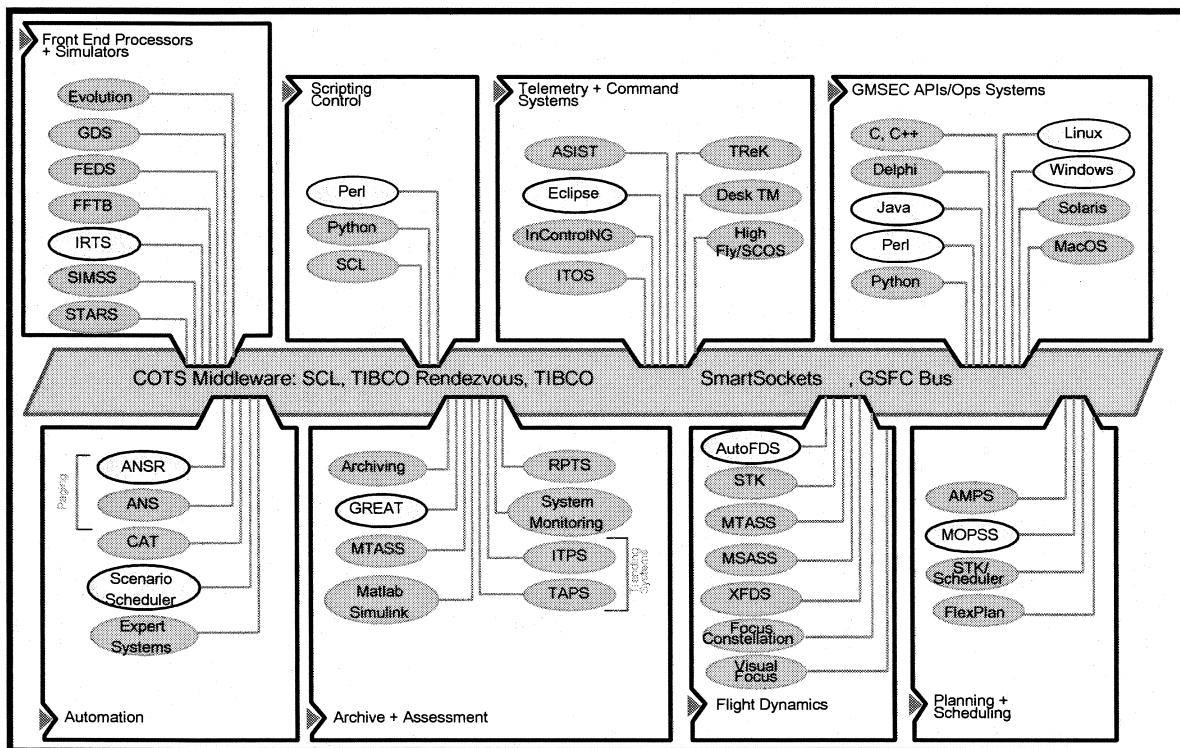 Front End Processors
+ Simulators
Evolution
GDS
FEDS
FFTB
IRTS
SIMSS
STARS
Scripting
Control
Perl
Python
SCL
Telemetry + Command
Systems
ASIST
Eclipse
InControlNG
ITOS
TReK
Desk TM
High
Fly/SCOS
GMSEC APIs/Ops Systems
C, C++
Delphi
Java
Perl
Python
Linux
Windows
Solaris
MacOS
COTS Middleware: SCL, TIBCO Rendezvous, TIBCO SmartSockets , GSFC Bus
Paging
ANSR
ANS
CAT
Scenario
Scheduler
Expert
Systems
Automation
Archiving
GREAT
MTASS
Matlab
Simulink
RPTS
System
Monitoring
ITPS
TAPS
Trending
Systems
Archive + Assessment
AutoFDS
STK
MTASS
MSASS
XFDS
Focus
Constellation
Visual
Focus
Flight Dynamics
AMPS
MOPSS
STK/
Scheduler
FlexPlan
Planning +
Scheduling